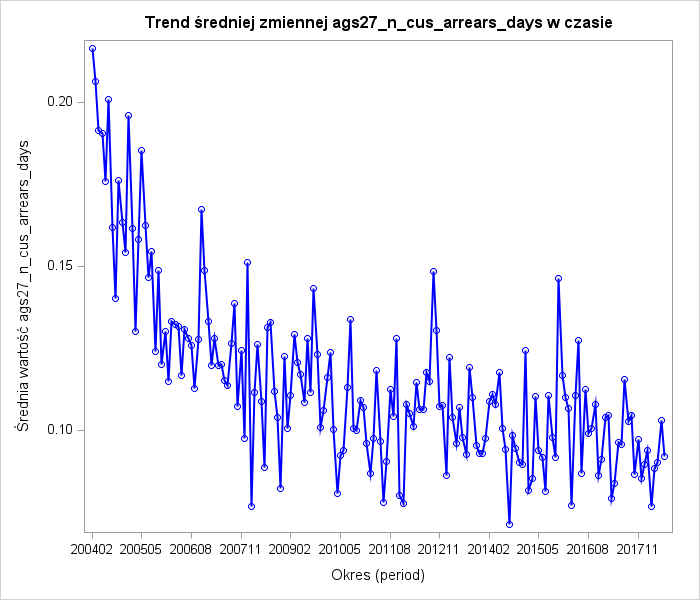 Trend średniej zmiennej ags27_n_cus_arrears_days w czasie
Średnia wartość ags27_n_cus_arrears_days
0.20
0.15
0.10
200402 200505 200608 200711 200902 201005 201108 201211 201402 201505 201608 201711
Okres (period)